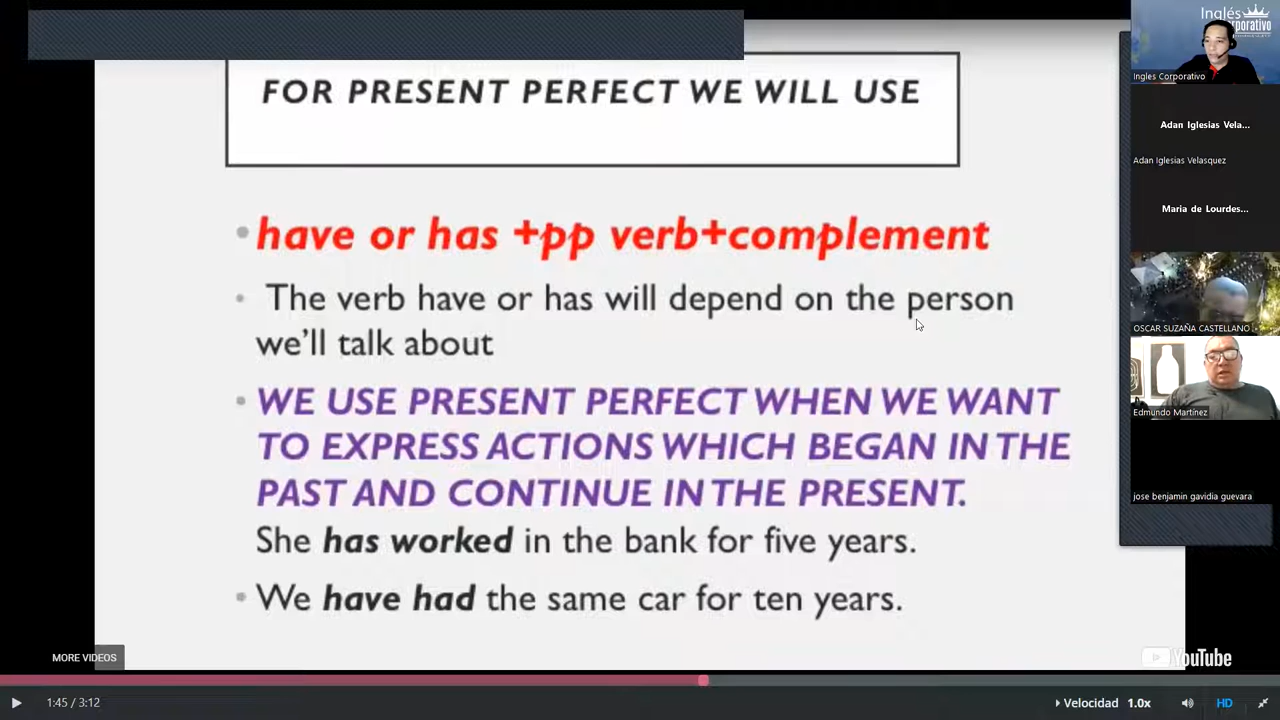 Inglés
FOR PRESENT PERFECT WE WILL USE
Ingles Corporativo
Adan Iglesias Vela...
Adan Iglesias Velasquez
Maria de Lourdes...
have or has +pp verb+complement
The verb have or has will depend on the person
we'll talk about
OSCAR SUZAÑA CASTELLANO
WE USE PRESENT PERFECT WHEN WE WANT
TO EXPRESS ACTIONS WHICH BEGAN IN THE
PAST AND CONTINUE IN THE PRESENT.
Edmundo Martínez
jose benjamin gavidia guevara
She has worked in the bank for five years.
We have had the same car for ten years.
MORE VIDEOS
YouTube
1:45 / 3:12
Velocidad 1.0x
HD